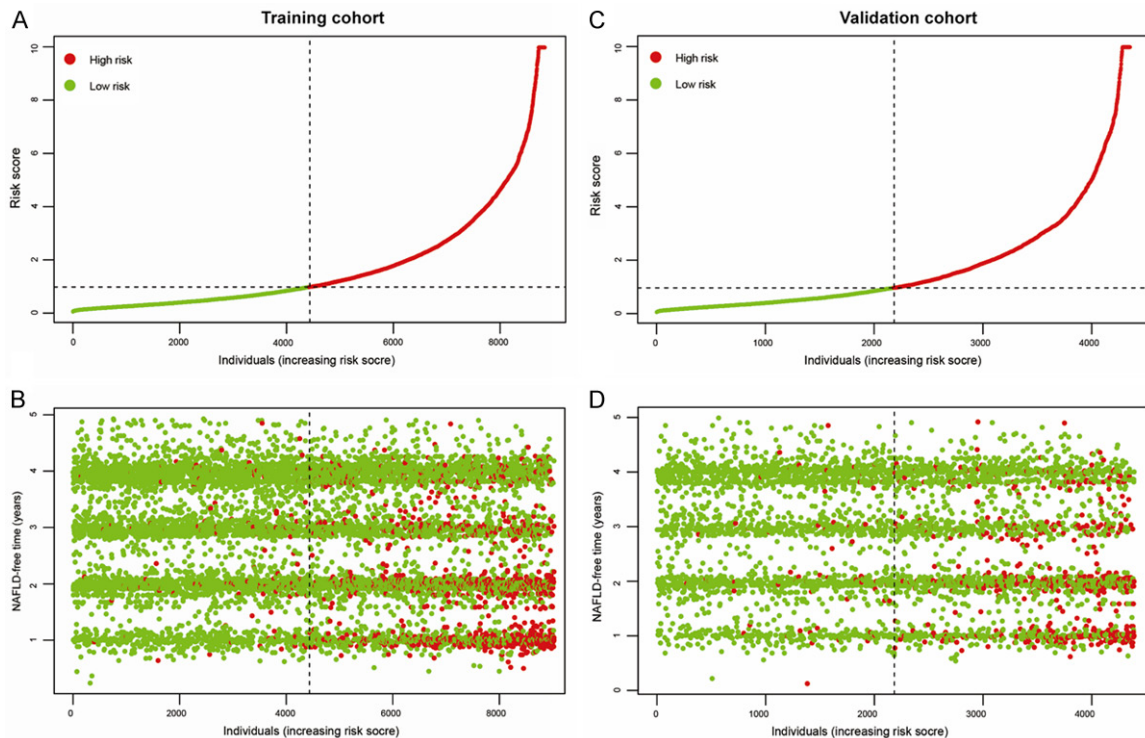 A
Training cohort
High risk
Low risk
Risk score
10
8
6
4
2
0
0 2000 4000 6000 8000
Individuals (increasing risk socre)
C
Validation cohort
High risk
Low risk
Risk score
10
8
6
4
2
0
0 1000 2000 3000 4000
Individuals (increasing risk socre)
B
NAFLD-free time (years)
5
4
3
2
1
0 2000 4000 6000 8000
Individuals (increasing risk socre)
D
NAFLD-free time (years)
5
4
3
2
1
0
0 1000 2000 3000 4000
Individuals (increasing risk socre)